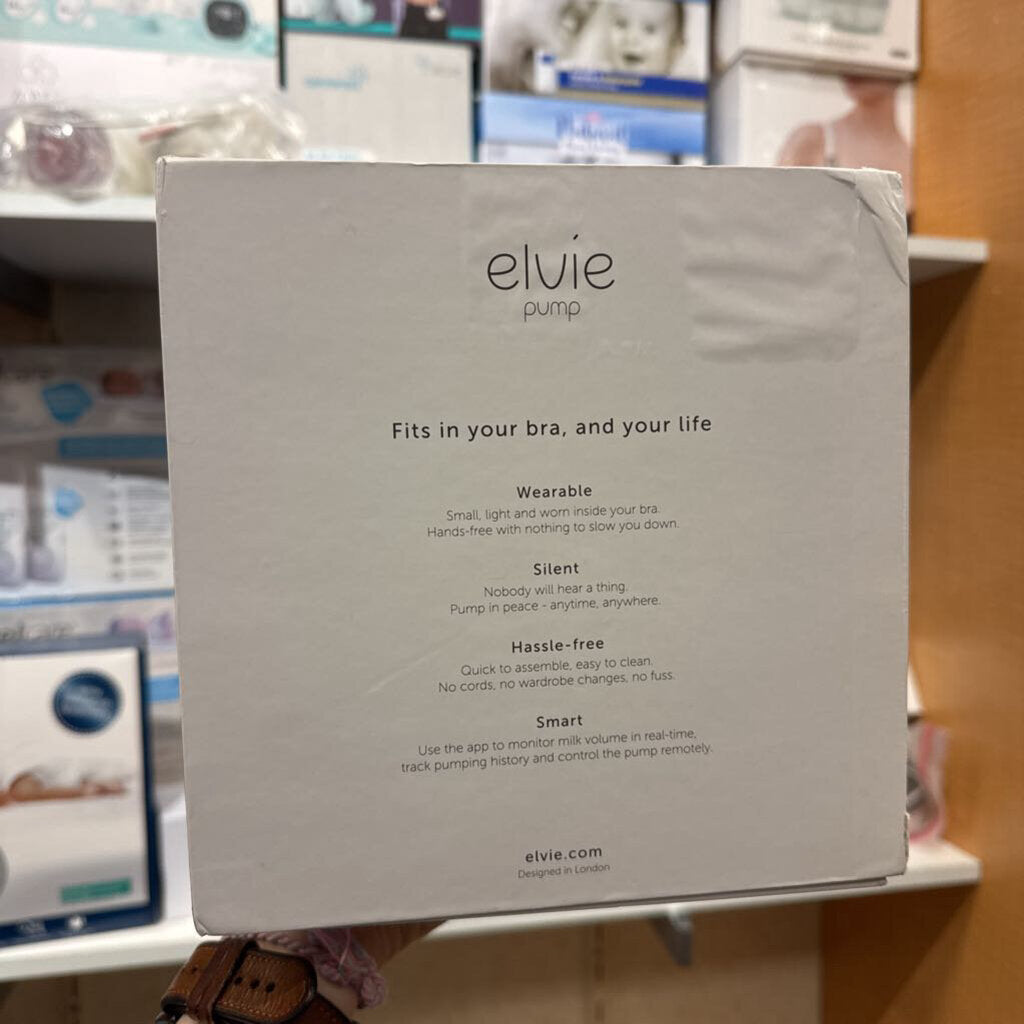 elvie
pump
Fits in your bra, and your life
Wearable
Small, light and worn inside your bra.
Hands-free with nothing to slow you down.
Silent
Nobody will hear a thing.
Pump in peace - anytime, anywhere.
Hassle-free
Quick to assemble, easy to clean.
No cords, no wardrobe changes, no fuss.
Smart
Use the app to monitor milk volume in real-time,
track pumping history and control the pump remotely.
elvie.com
Designed in London